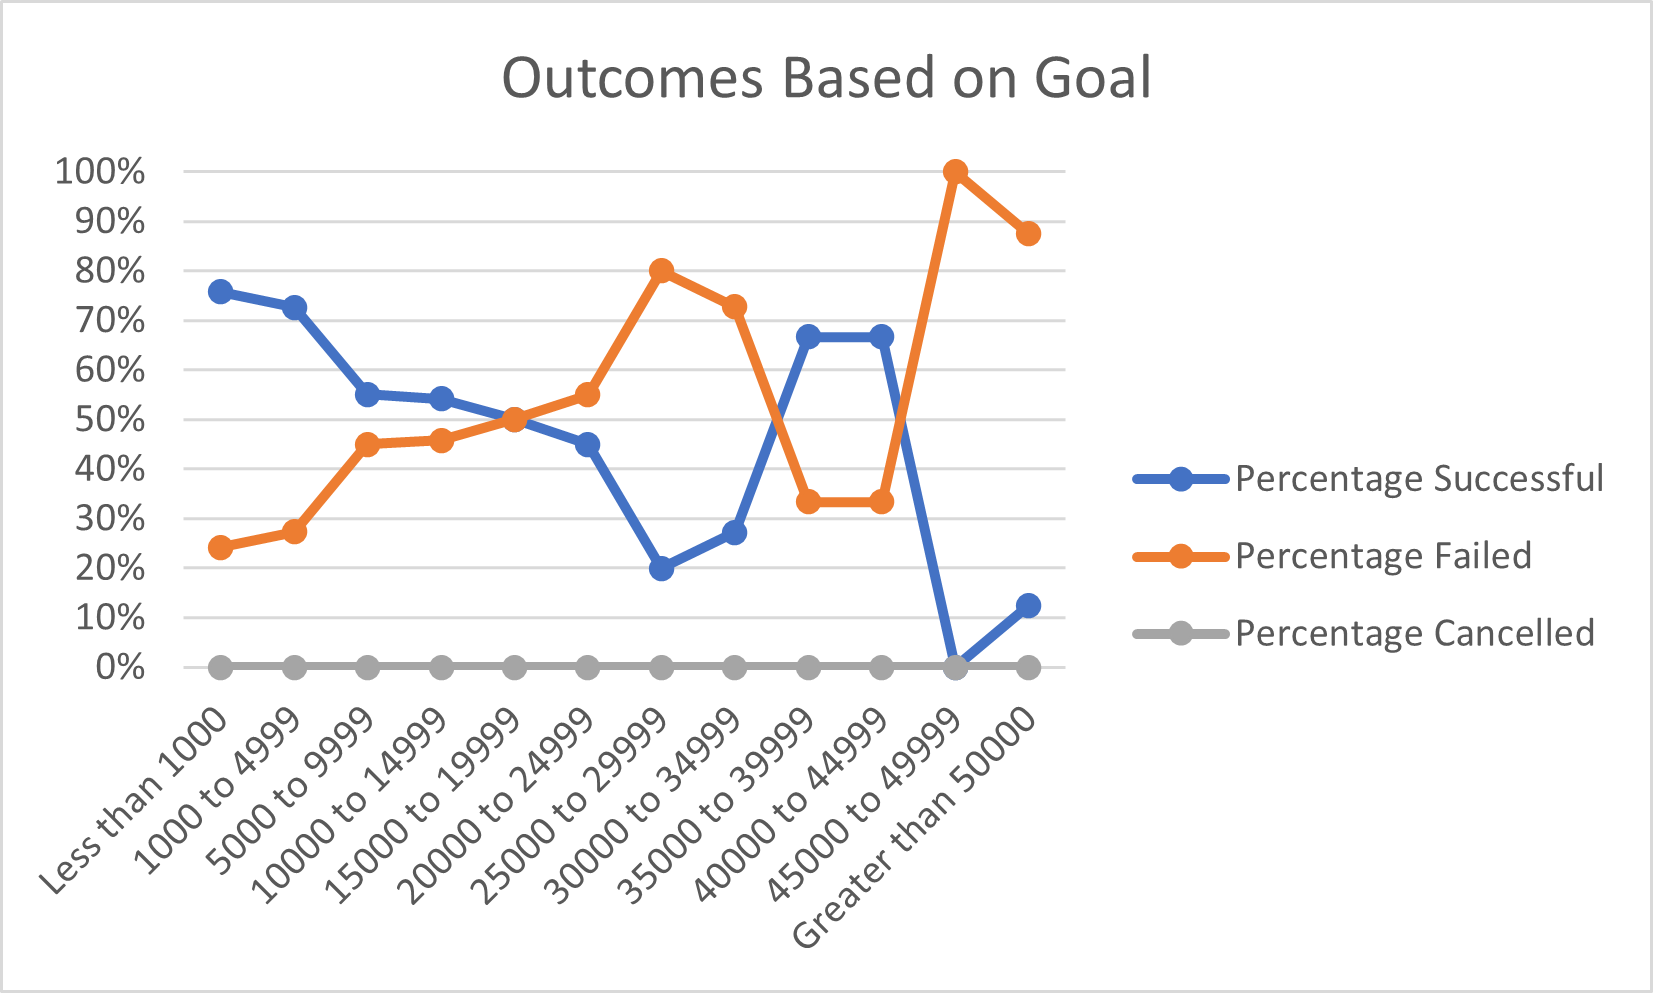 Outcomes Based on Goal
100%
90%
80%
70%
60%
50%
40%
30%
20%
10%
0%
Less than 1000
1000 to 4999
5000 to 9999
10000 to 14999
15000 to 19999
20000 to 24999
25000 to 29999
30000 to 34999
35000 to 39999
40000 to 44999
45000 to 49999
Greater than 50000
Percentage Successful
Percentage Failed
Percentage Cancelled